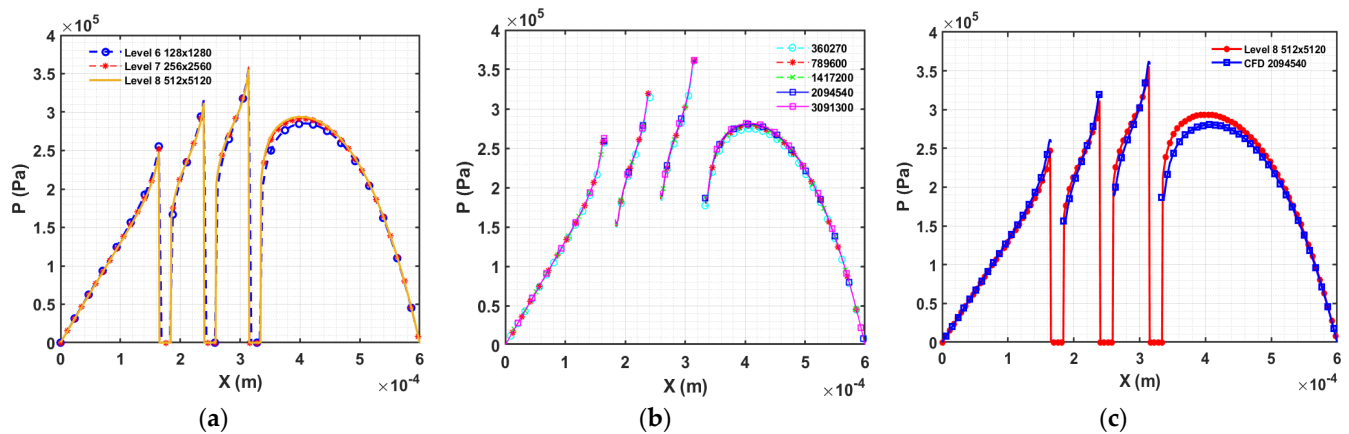 ×10⁵
4
3.5
3
2.5
2
1.5
1
0.5
0
P (Pa)
Level 6 128x1280
Level 7 256x2560
Level 8 512x5120
0 1 2 3 4 5 6
X (m)
×10⁻⁴
(a)
×10⁵
4
3.5
3
2.5
2
1.5
1
0.5
0
P (Pa)
360270
789600
1417200
2094540
3091300
0 1 2 3 4 5 6
X (m)
×10⁻⁴
(b)
×10⁵
4
3.5
3
2.5
2
1.5
1
0.5
0
P (Pa)
Level 8 512x5120
CFD 2094540
0 1 2 3 4 5 6
X (m)
×10⁻⁴
(c)